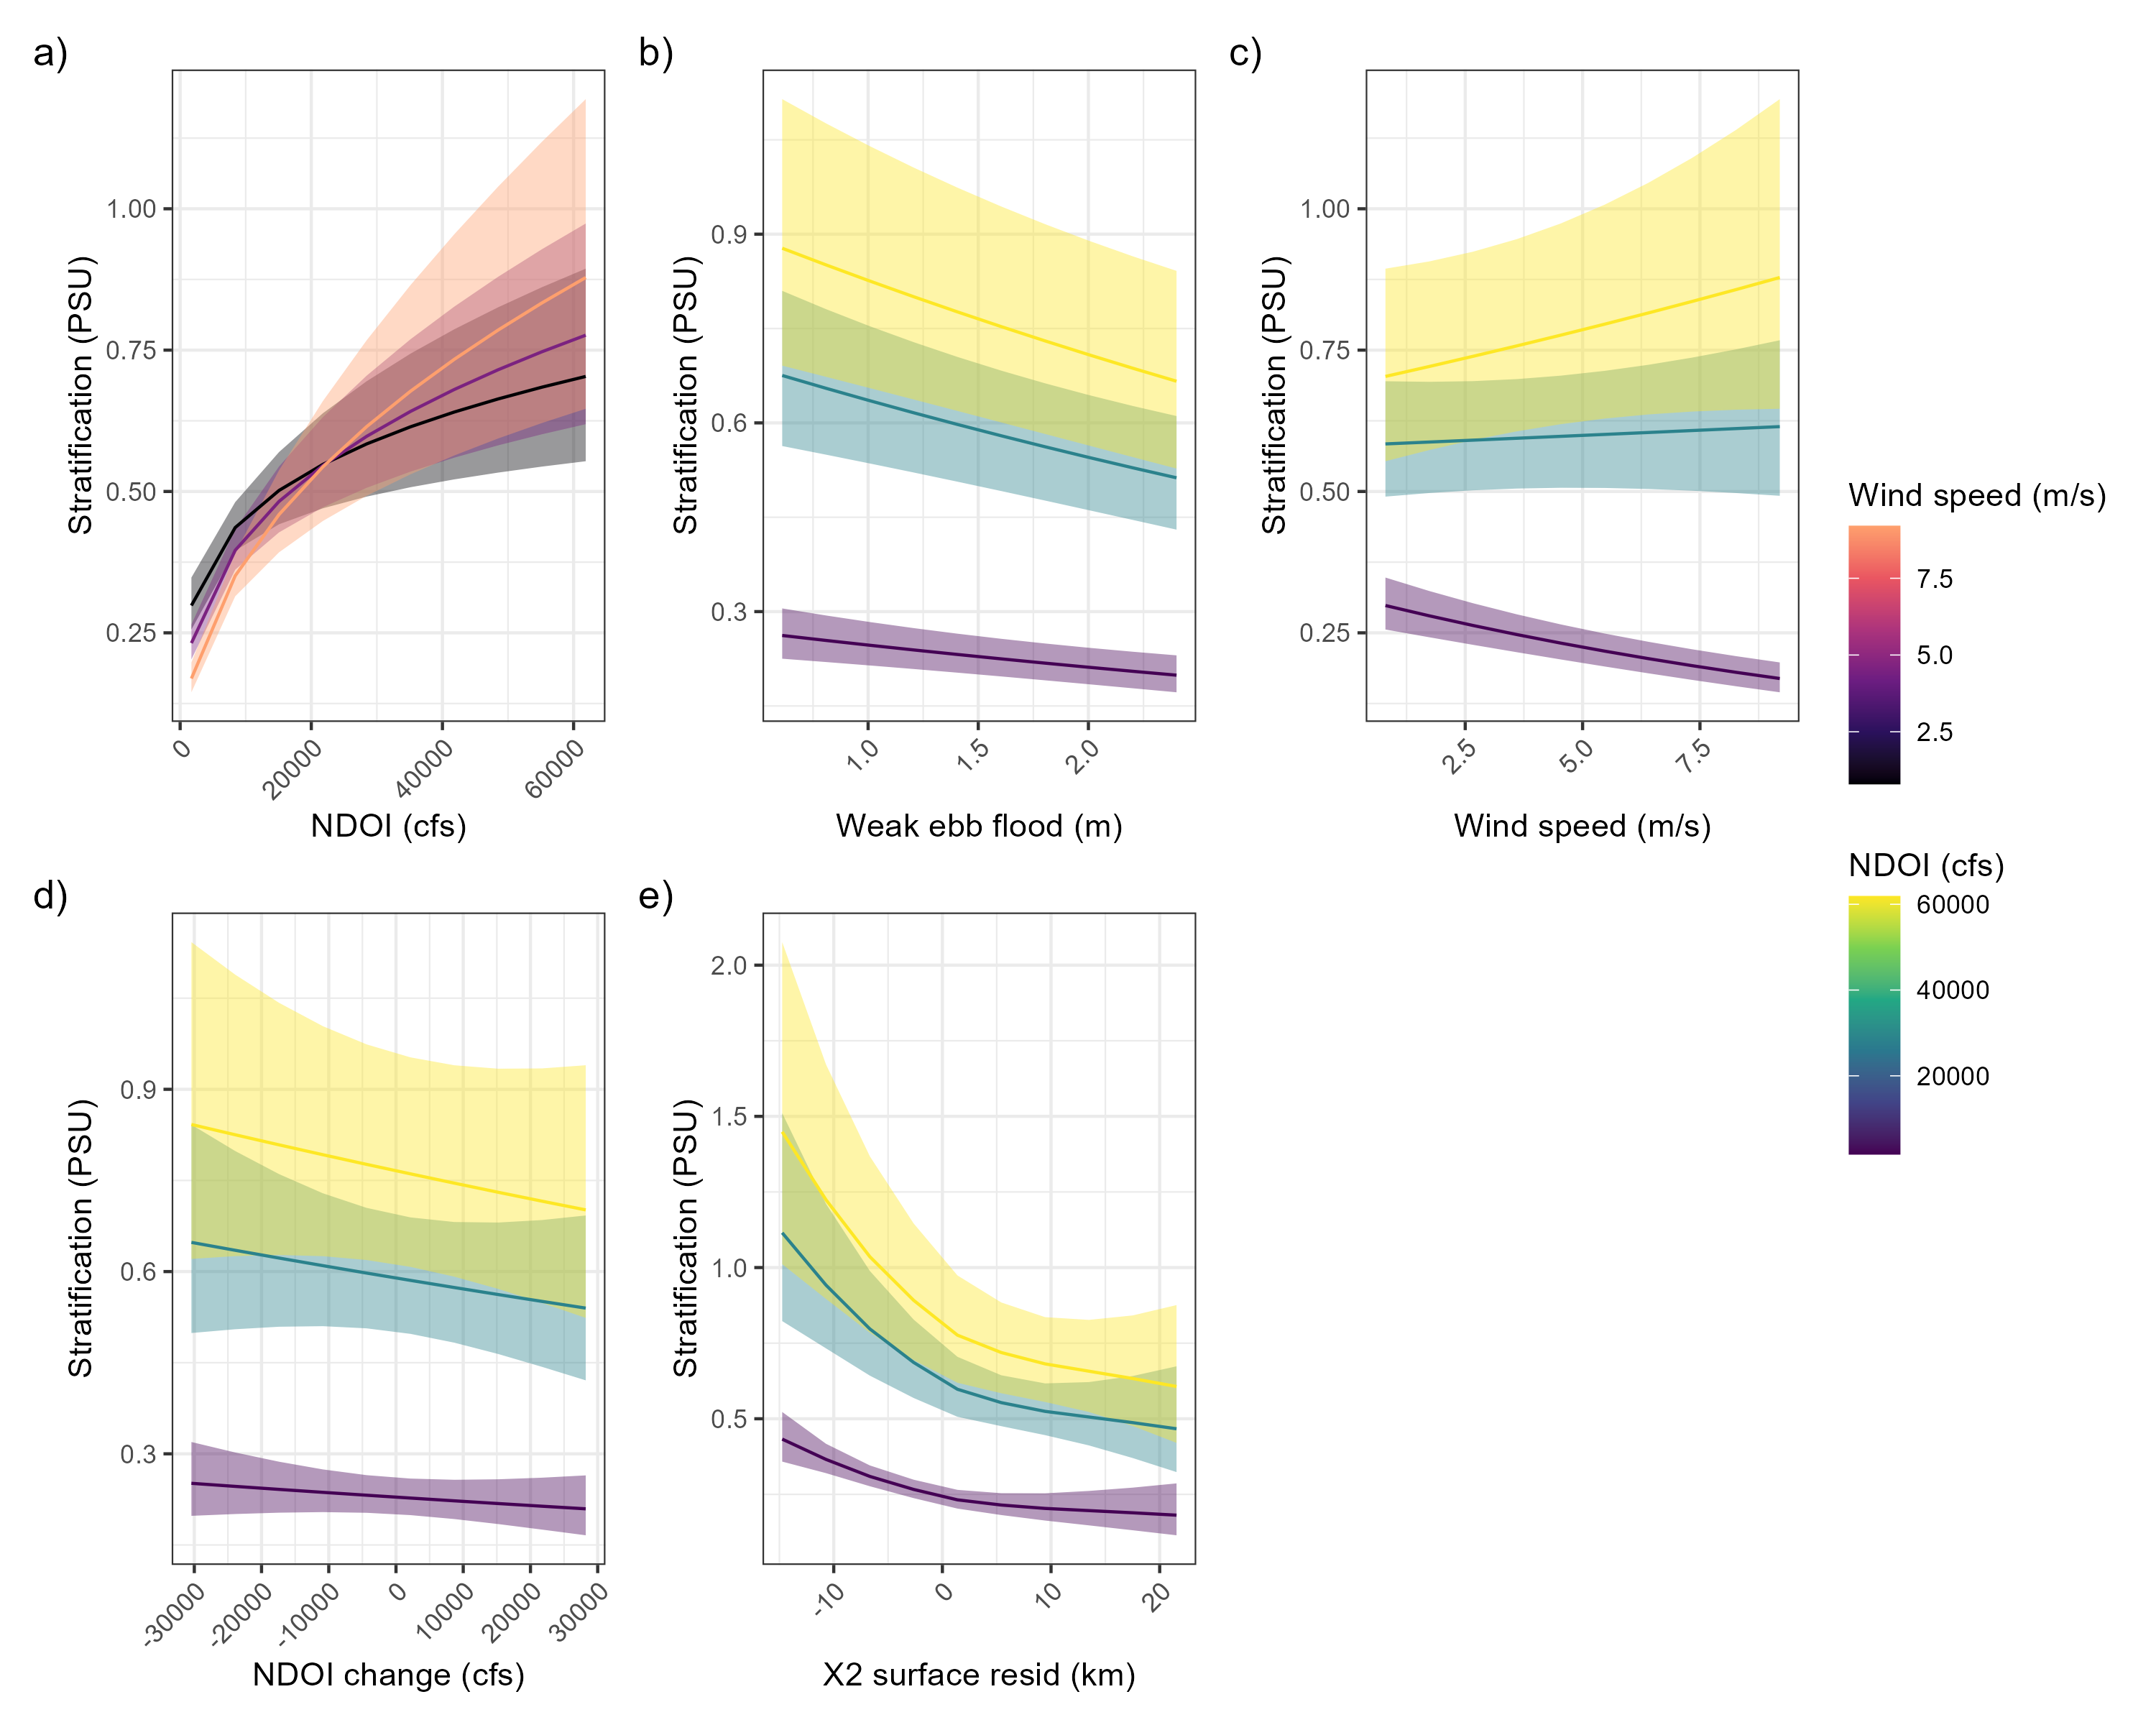 a)
b)
c)
Stratification (PSU)
1.00
0.75
0.50
0.25
0
20000
40000
60000
NDOI (cfs)
Stratification (PSU)
0.9
0.6
0.3
1.0
1.5
2.0
Weak ebb flood (m)
Stratification (PSU)
1.00
0.75
0.50
0.25
2.5
5.0
7.5
Wind speed (m/s)
Wind speed (m/s)
7.5
5.0
2.5
NDOI (cfs)
60000
40000
20000
d)
e)
Stratification (PSU)
0.9
0.6
0.3
-30000
-20000
-10000
0
10000
20000
30000
NDOI change (cfs)
Stratification (PSU)
2.0
1.5
1.0
0.5
-10
0
10
20
X2 surface resid (km)